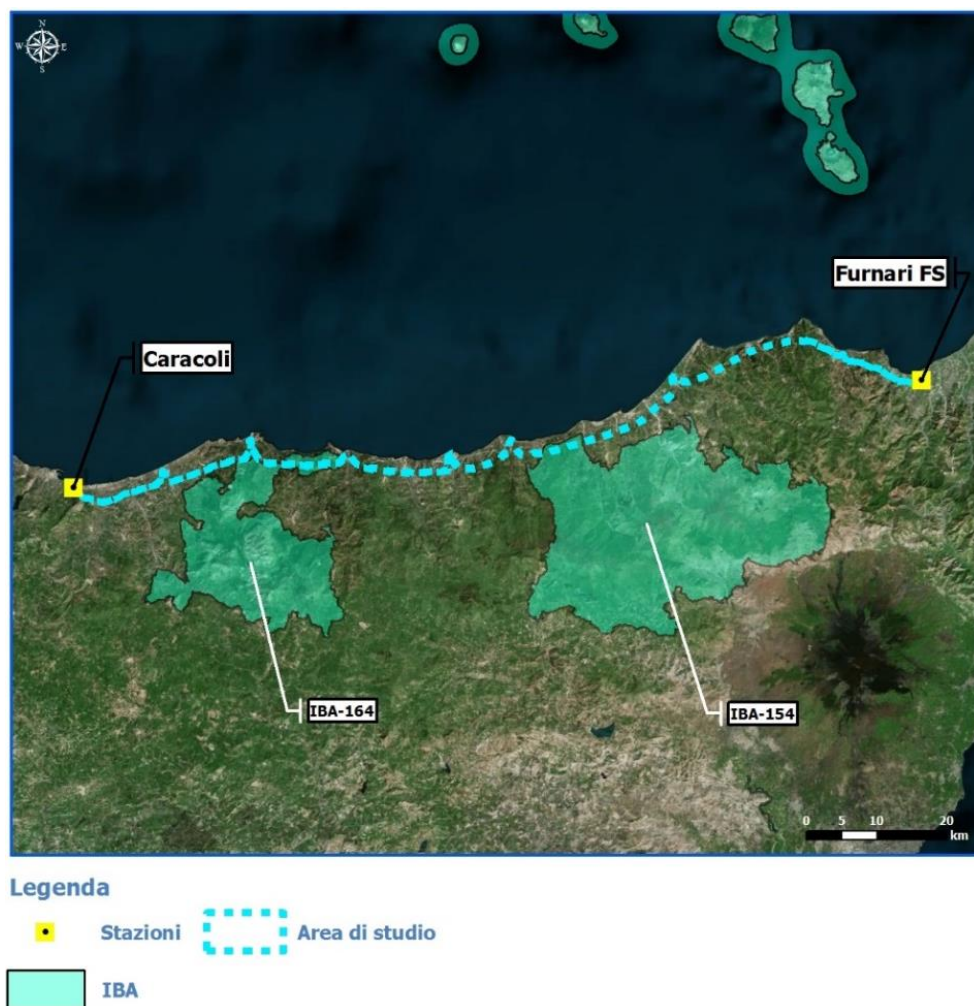 N
W E
S
Furnari FS
Caracoli
IBA-164
IBA-154
0 5 10 20
km
Legenda
Stazioni
Area di studio
IBA